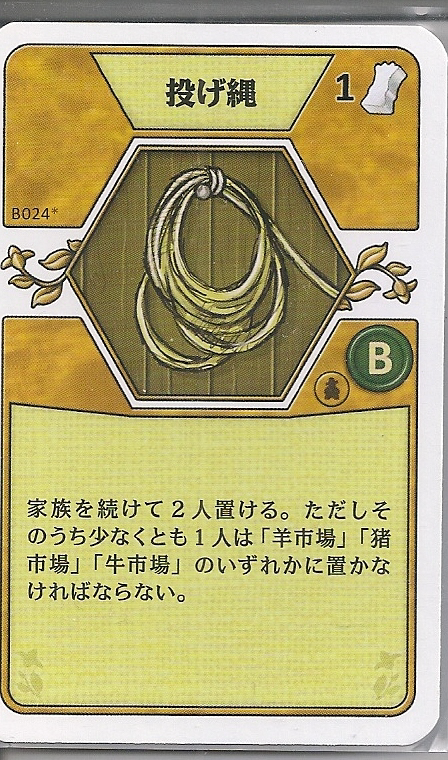 投げ縄
1
B024*
B
家族を続けて2人置ける。ただしそ
のうち少なくとも1人は「羊市場」「猪
市場」「牛市場」のいずれかに置かな
ければならない。